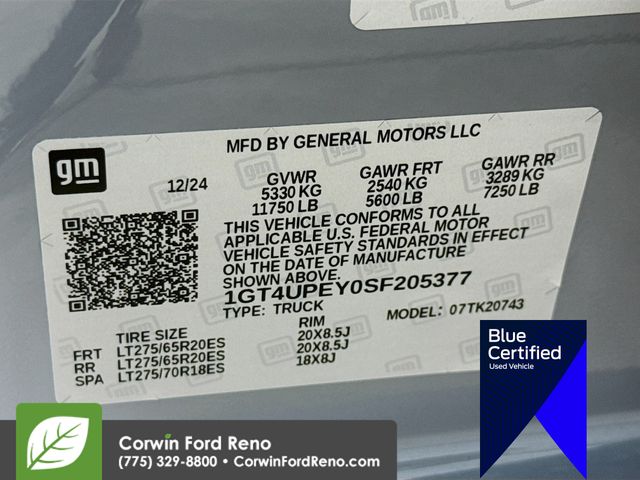 gm
MFD BY GENERAL MOTORS LLC
12/24
GVWR GAWR FRT GAWR RR
5330 KG 2540 KG 3289 KG
11750 LB 5600 LB 7250 LB
THIS VEHICLE CONFORMS TO ALL
APPLICABLE U.S. FEDERAL MOTOR
VEHICLE SAFETY STANDARDS IN EFFECT
ON THE DATE OF MANUFACTURE
SHOWN ABOVE.
1GT4UPEY0SF205377
TYPE: TRUCK MODEL: 07TK20743
TIRE SIZE RIM
FRT LT275/65R20ES 20X8.5J
RR LT275/65R20ES 20X8.5J
SPA LT275/70R18ES 18X8J
Blue
Certified
Used Vehicle
Corwin Ford Reno
(775) 329-8800 • CorwinFordReno.com